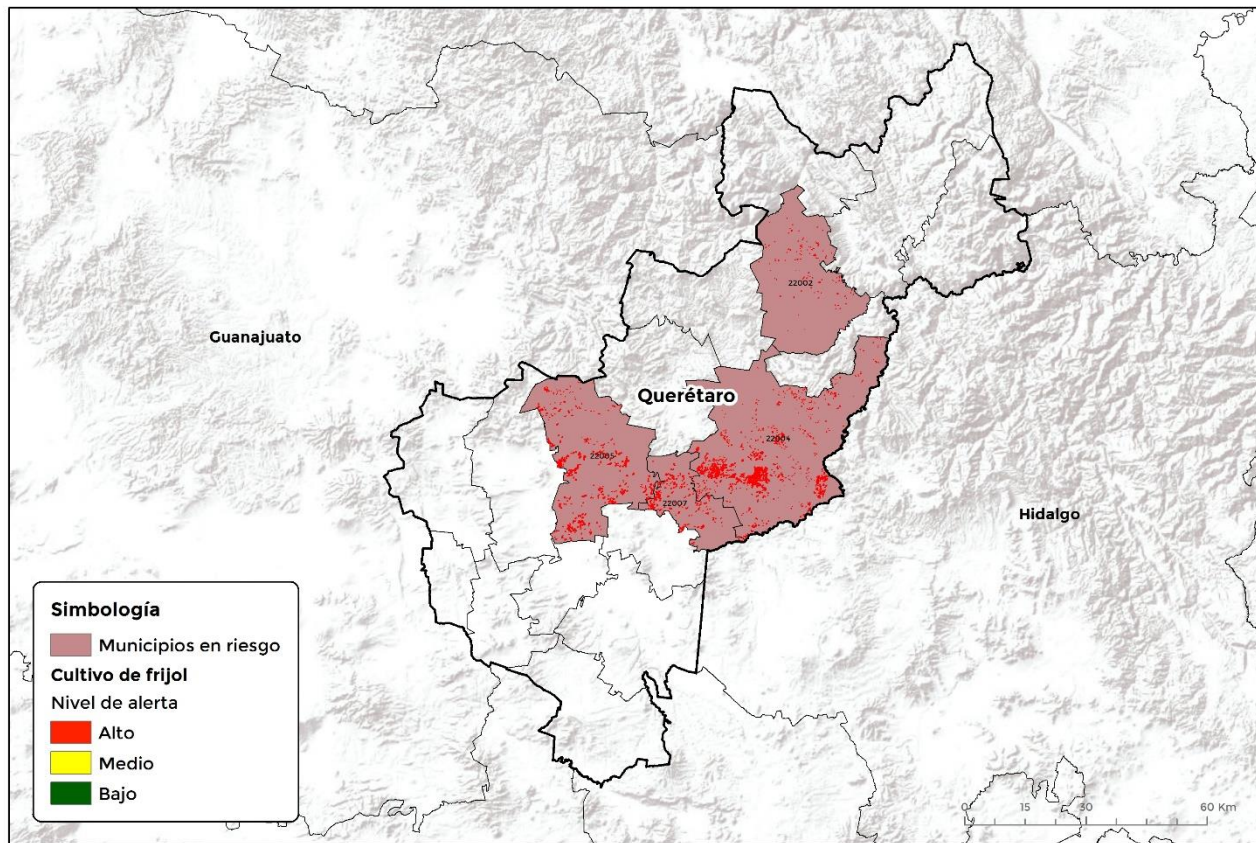 22002
Guanajuato
Querétaro
22004
22005
22007
Hidalgo
Simbología
Municipios en riesgo
Cultivo de frijol
Nivel de alerta
Alto
Medio
Bajo
0 15 30 60 Km